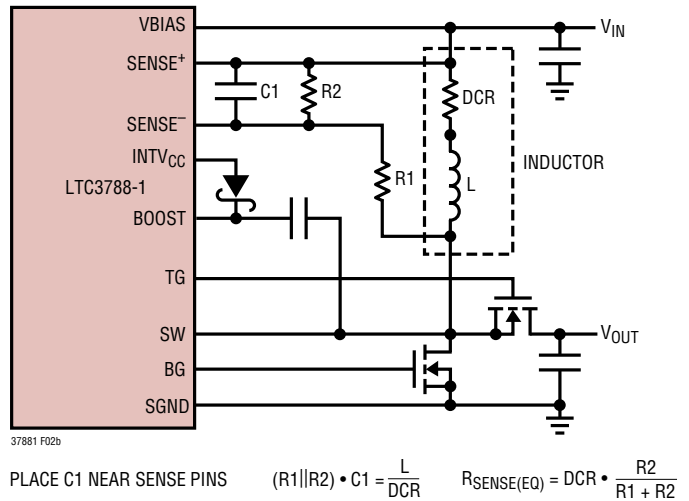 VBIAS
V_IN
SENSE+
C1
R2
DCR
SENSE−
INTV_CC
INDUCTOR
LTC3788-1
R1
L
BOOST
TG
SW
V_OUT
BG
SGND
37881 F02b
PLACE C1 NEAR SENSE PINS (R1||R2) • C1 = L/DCR R_SENSE(EQ) = DCR • R2/(R1 + R2)